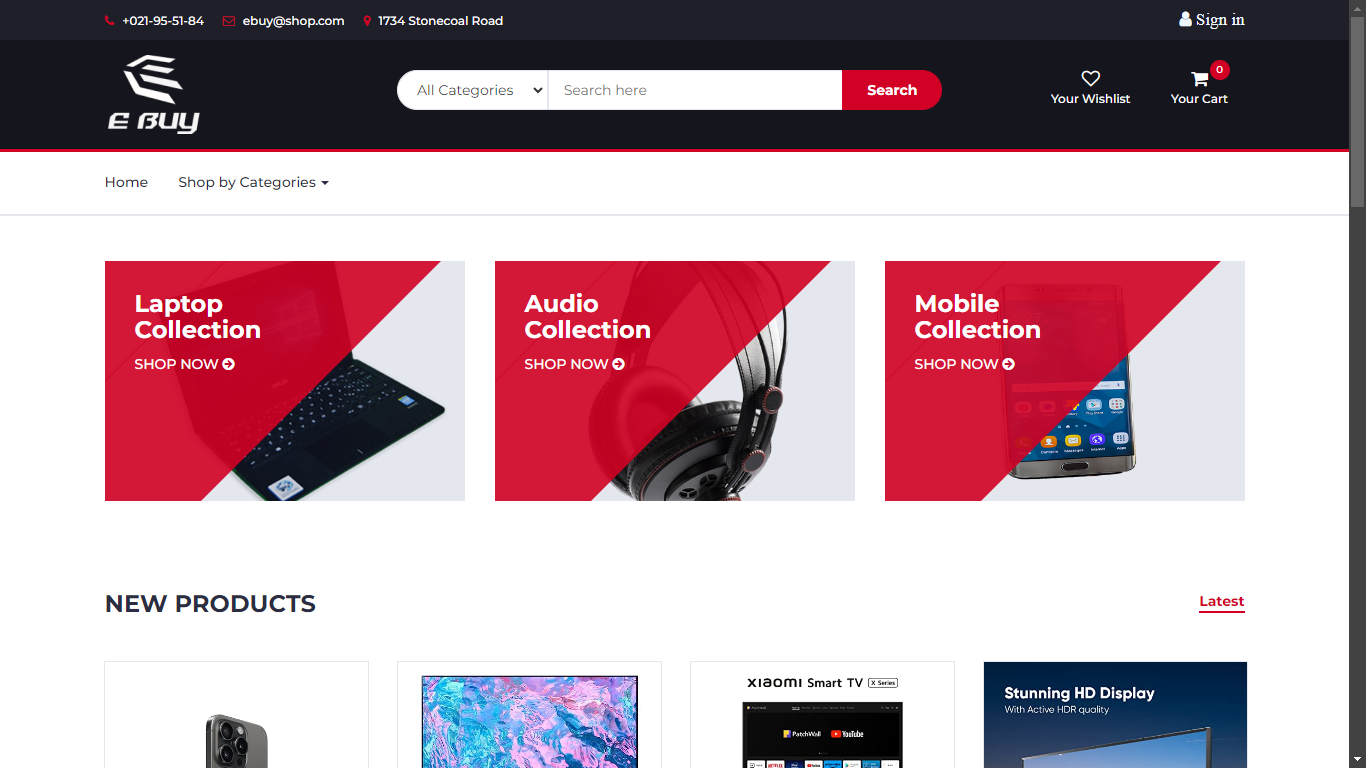 +021-95-51-84 ebuy@shop.com 1734 Stonecoal Road Sign in
E BUY
All Categories Search here Search
Your Wishlist
0
Your Cart
Home Shop by Categories
Laptop
Collection
SHOP NOW
Audio
Collection
SHOP NOW
Mobile
Collection
SHOP NOW
NEW PRODUCTS Latest
XIAOMI Smart TV X Series
PatchWall YouTube
Stunning HD Display
With Active HDR quality